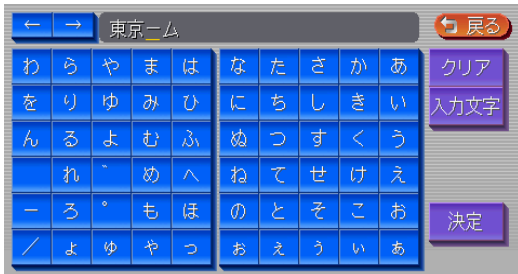 ← → 東京ーム 戻る
わ ら や ま は な た さ か あ クリア
を り ゆ み ひ に ち し き い 入力文字
ん る よ む ふ ぬ つ す く う
れ ゛ め へ ね て せ け え
ー ろ ゜ も ほ の と そ こ お 決定
／ ょ ゅ ゃ っ ぉ ぇ ぅ ぃ ぁ